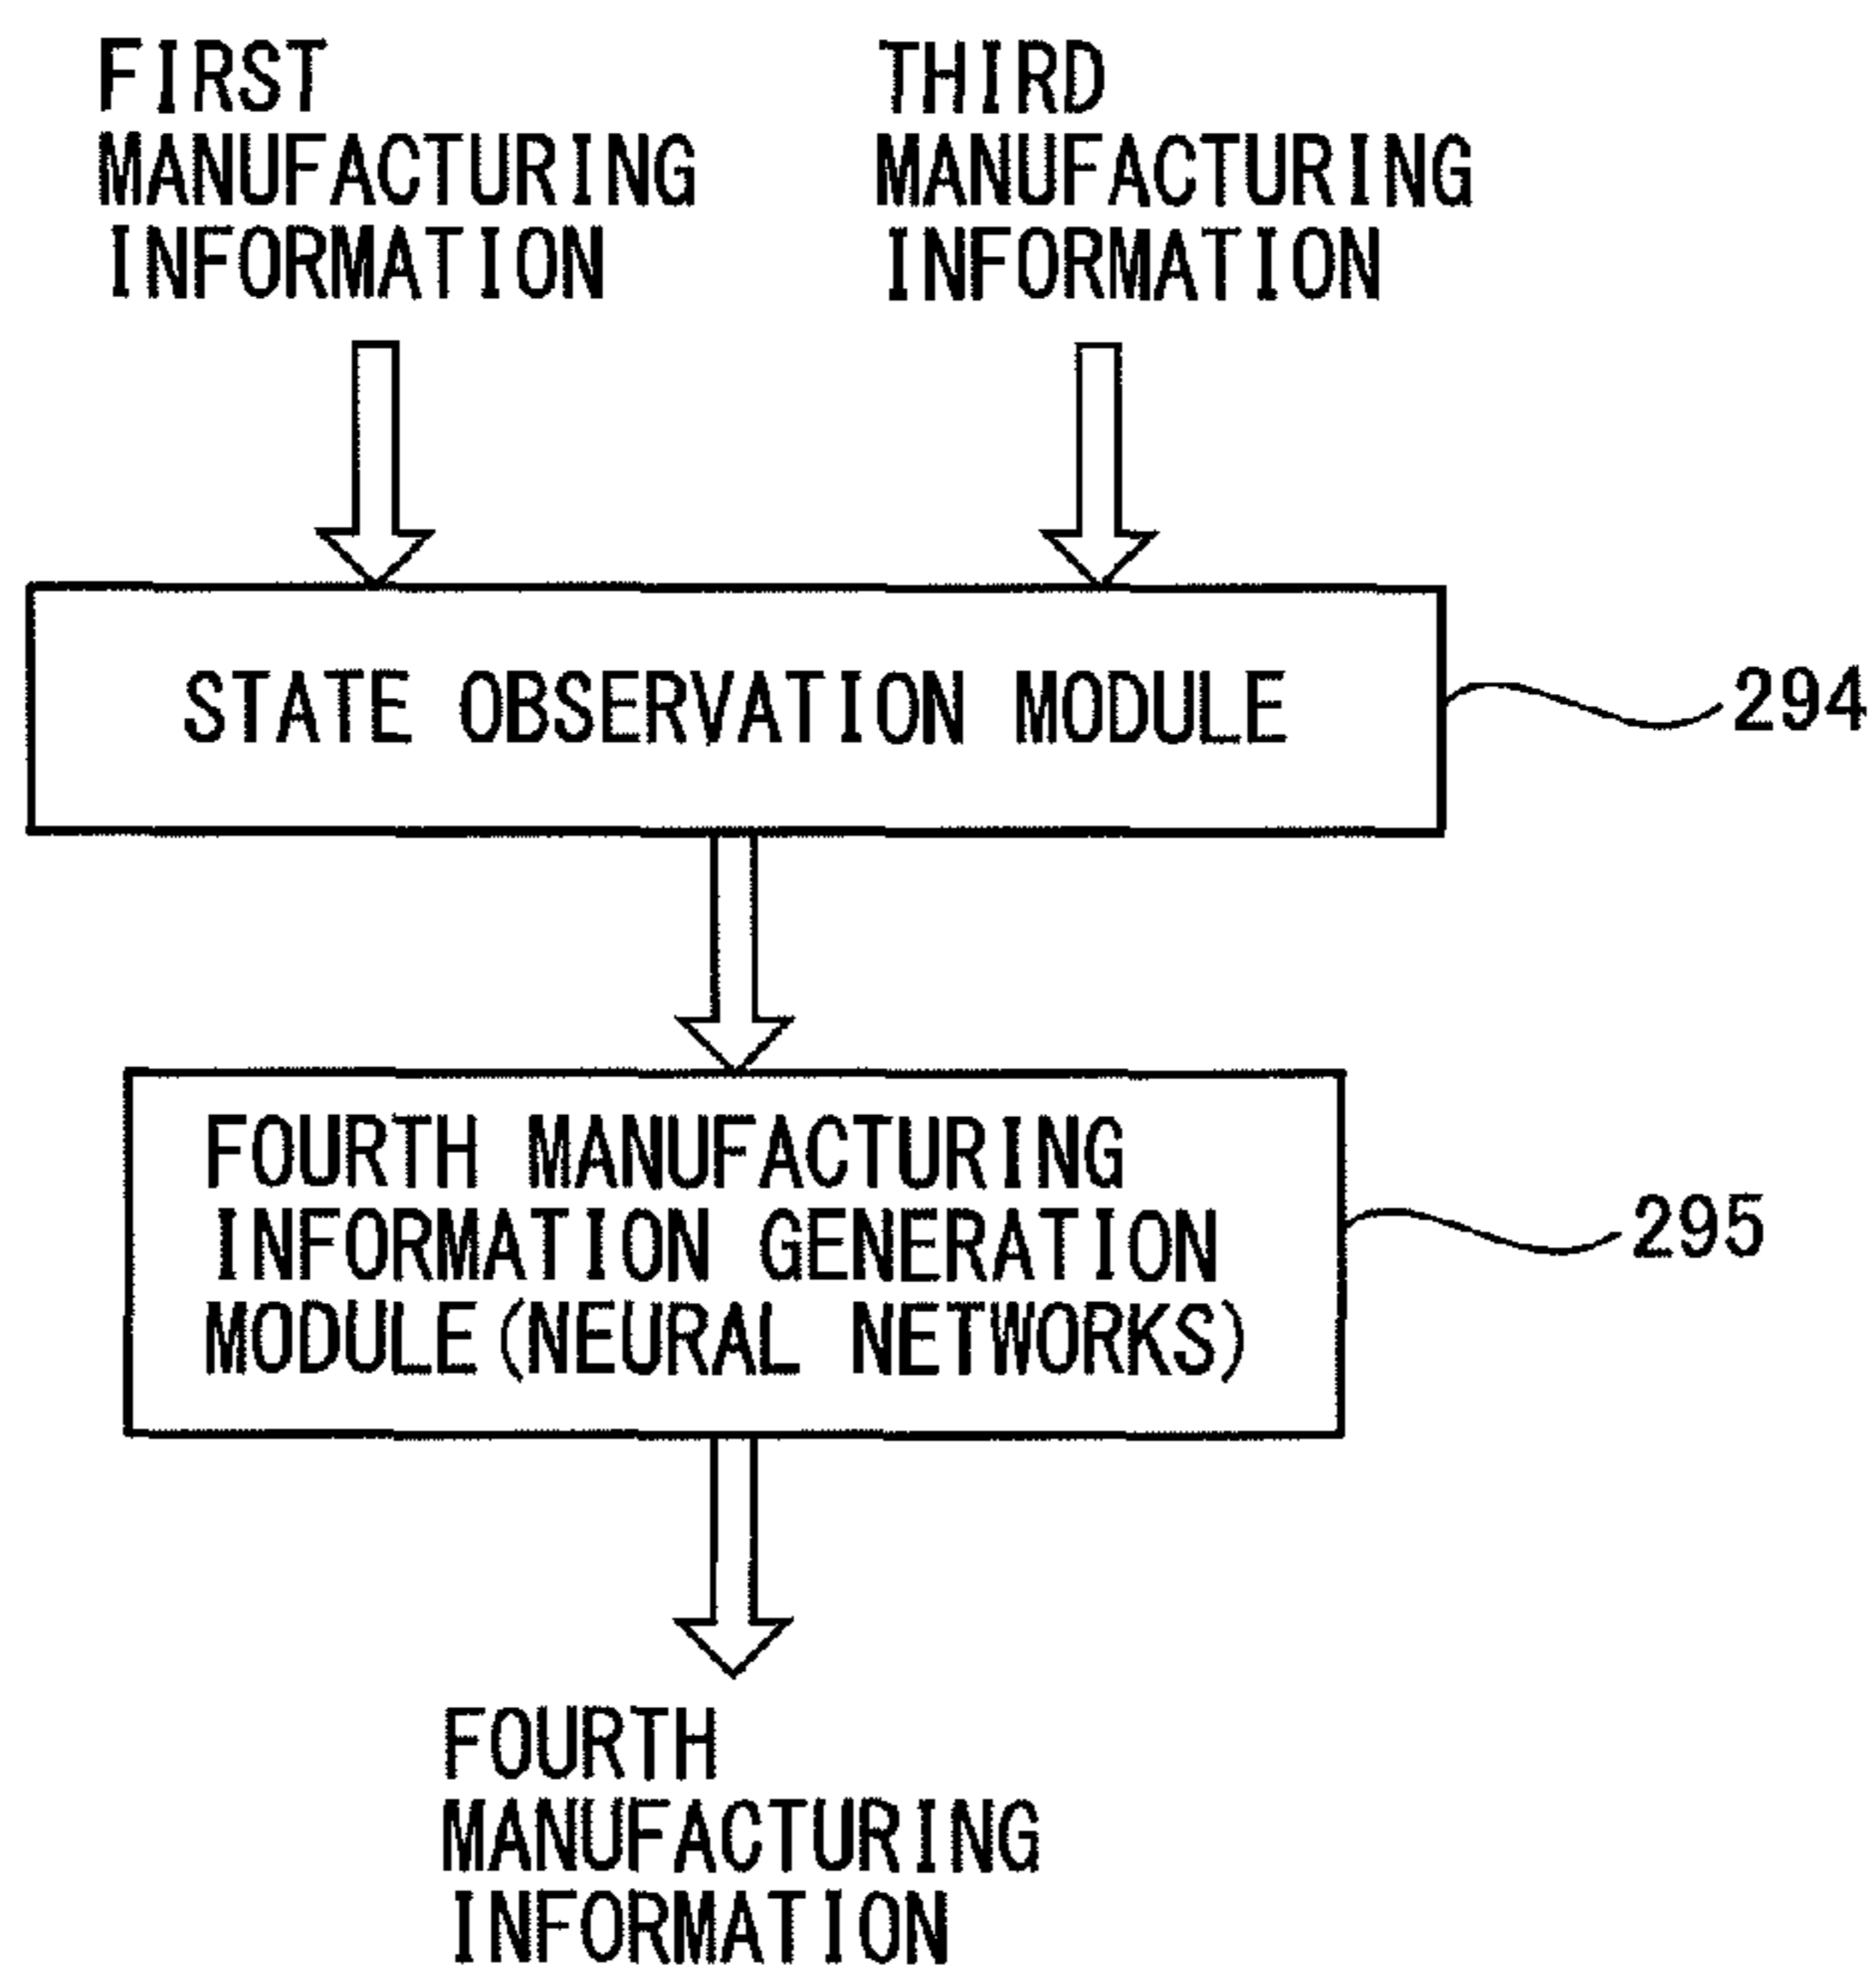 FIRST
MANUFACTURING
INFORMATION
THIRD
MANUFACTURING
INFORMATION
STATE OBSERVATION MODULE
294
FOURTH MANUFACTURING
INFORMATION GENERATION
MODULE(NEURAL NETWORKS)
295
FOURTH
MANUFACTURING
INFORMATION